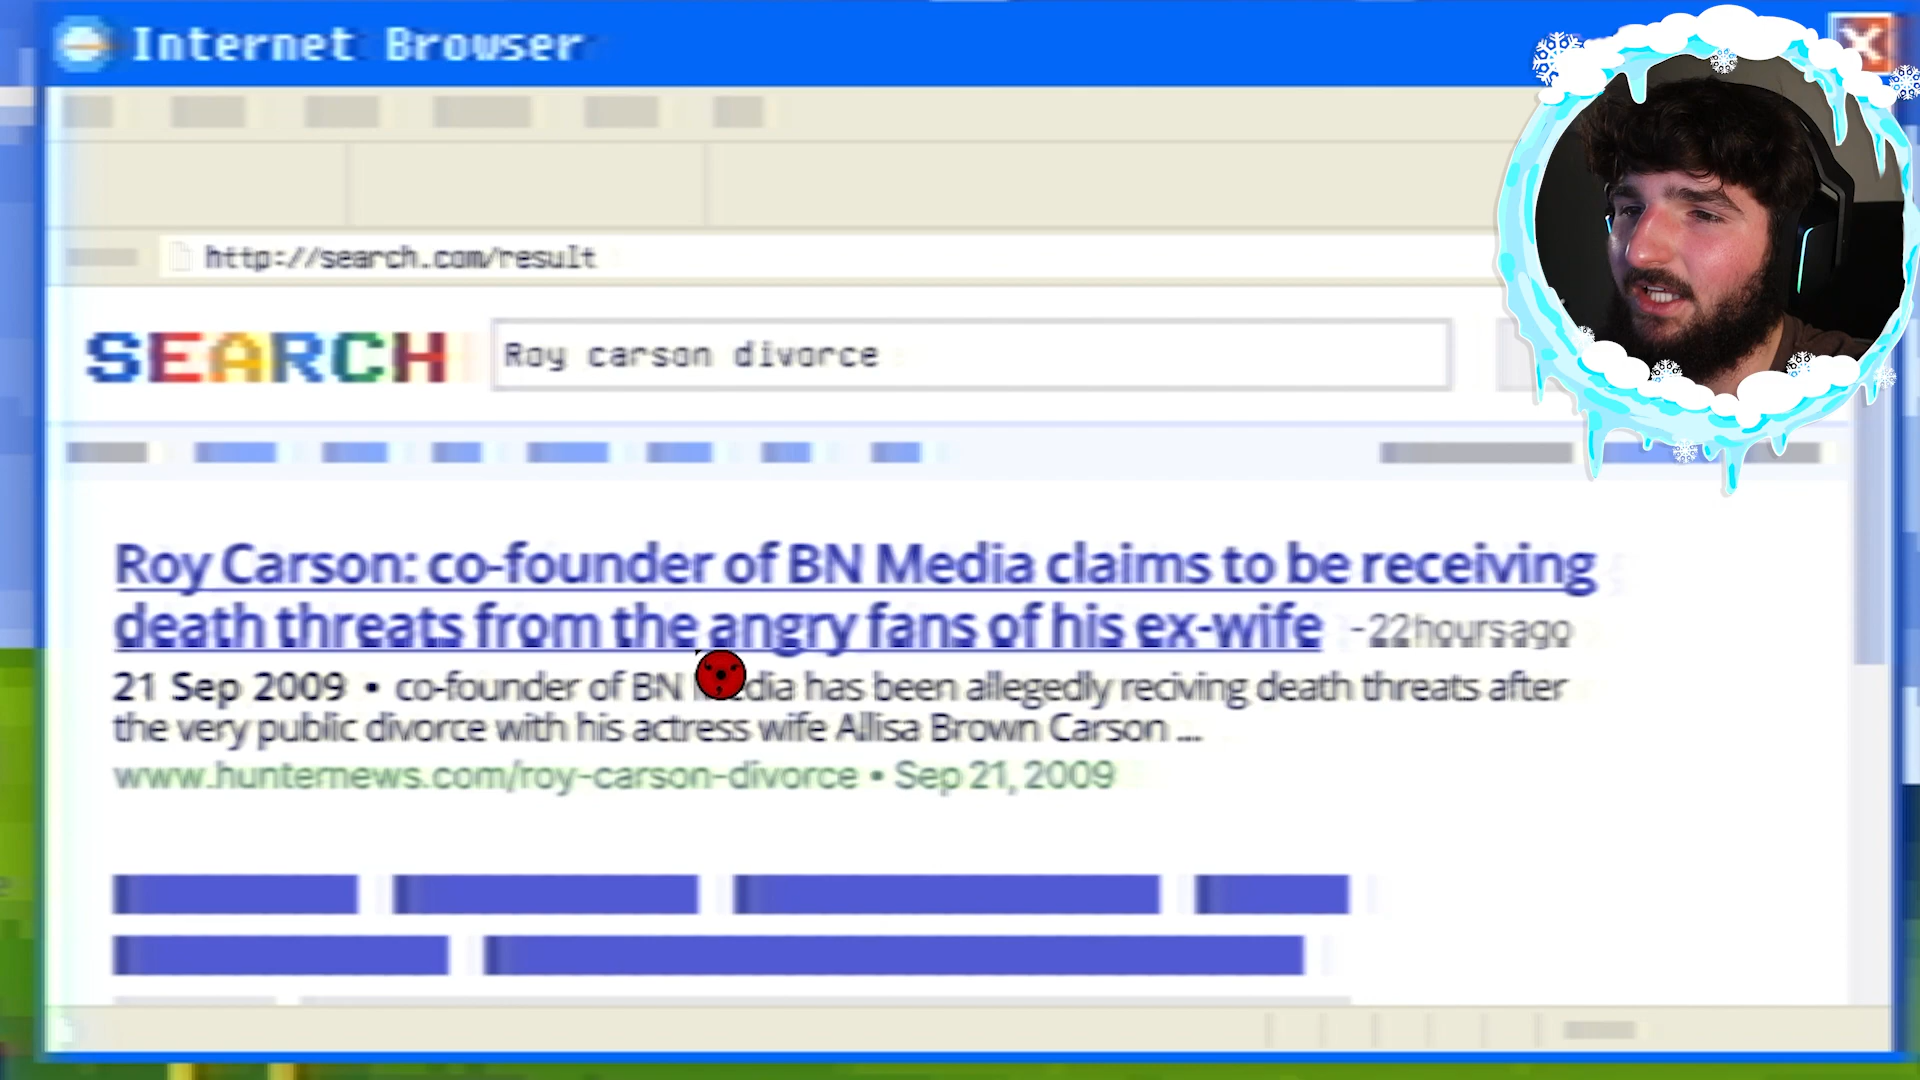 Internet Browser
http://search.com/result
SEARCH
Roy carson divorce
Roy Carson: co-founder of BN Media claims to be receiving
death threats from the angry fans of his ex-wife - 22 hours ago
21 Sep 2009 • co-founder of BN dia has been allegedly reciving death threats after
the very public divorce with his actress wife Allisa Brown Carson ...
www.hunternews.com/roy-carson-divorce • Sep 21, 2009